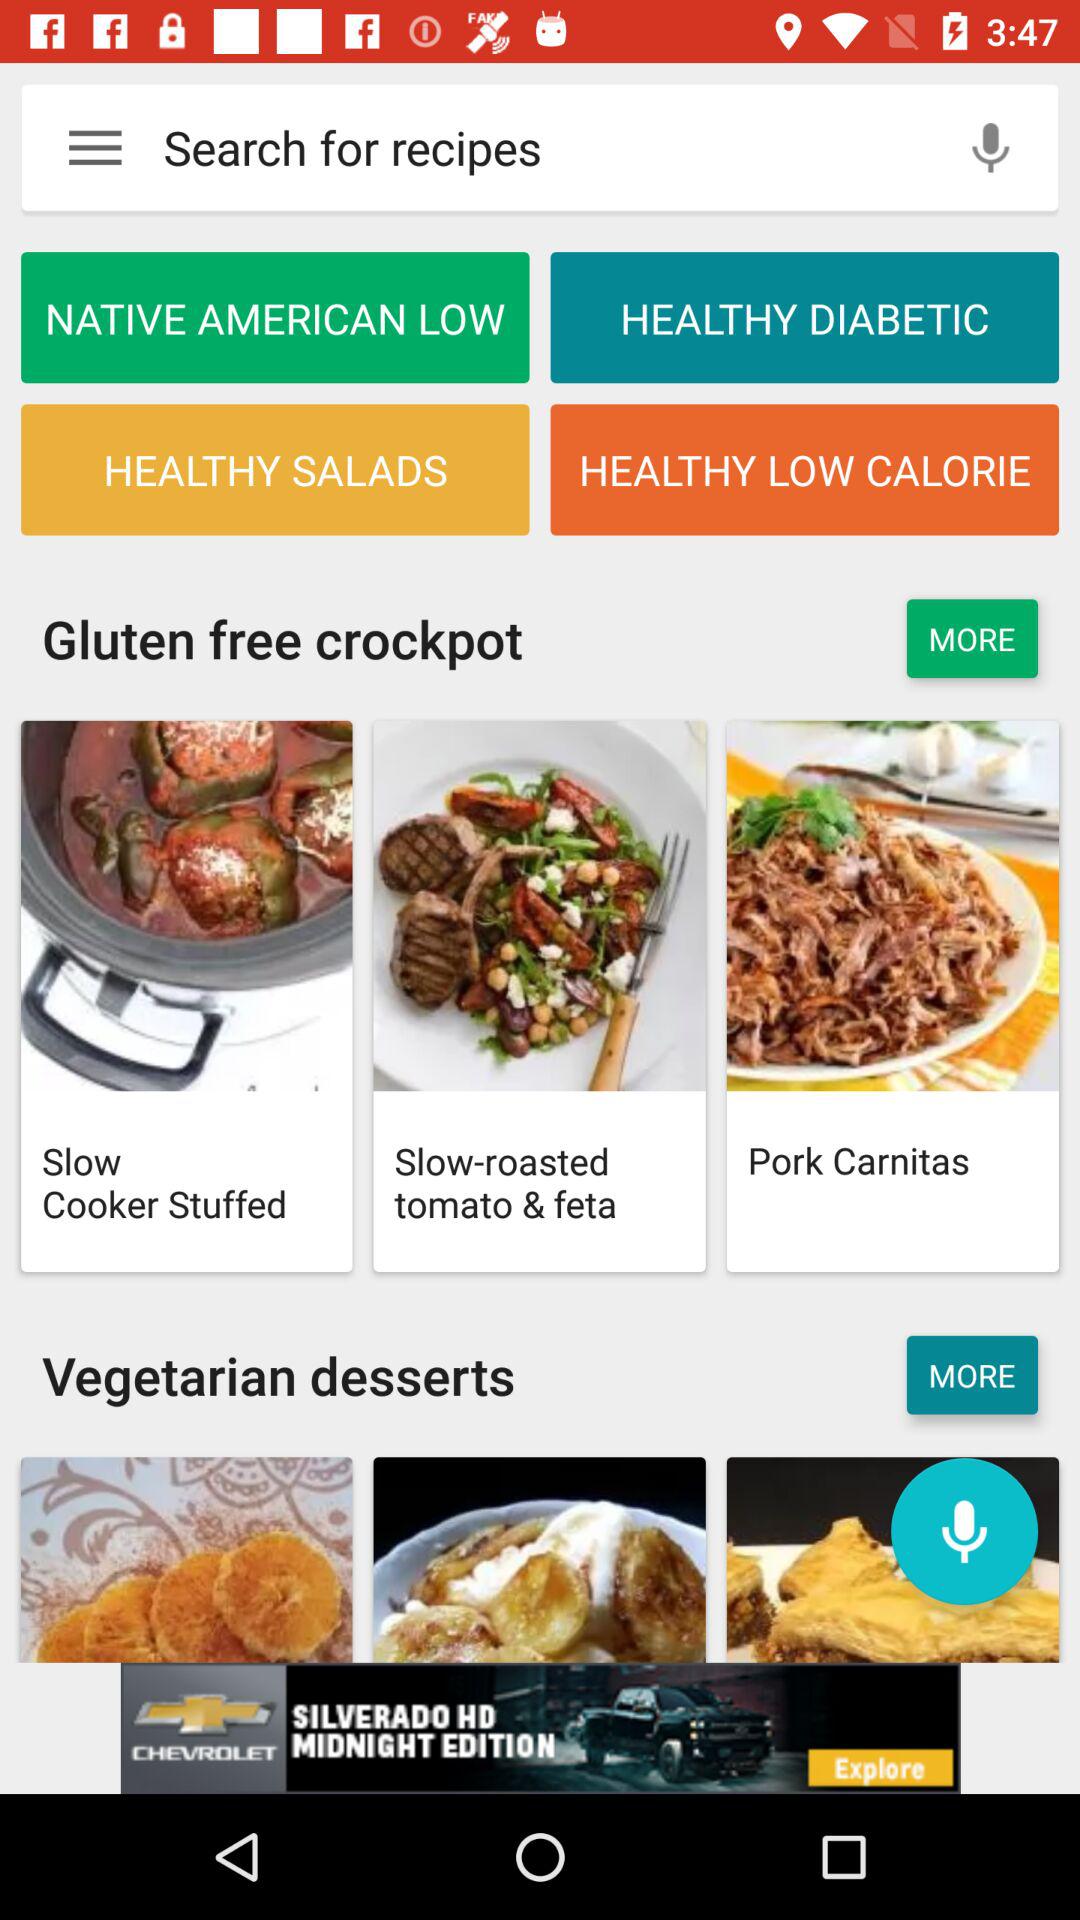 FAKE
3:47
Search for recipes
NATIVE AMERICAN LOW
HEALTHY DIABETIC
HEALTHY SALADS
HEALTHY LOW CALORIE
Gluten free crockpot
MORE
Slow
Cooker Stuffed
Slow-roasted
tomato & feta
Pork Carnitas
Vegetarian desserts
MORE
CHEVROLET
SILVERADO HD
MIDNIGHT EDITION
Explore